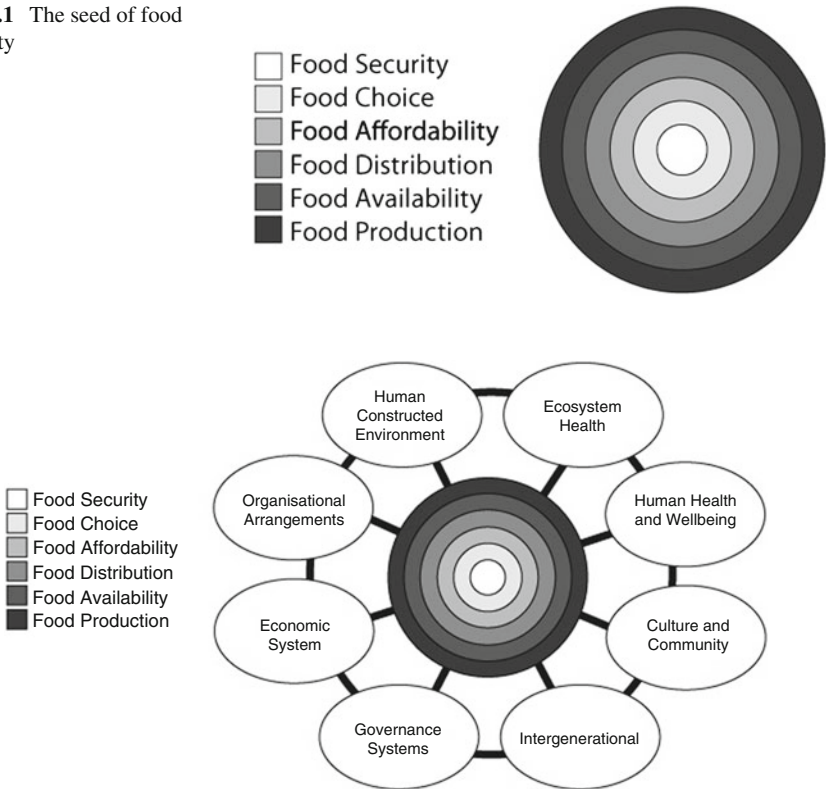 .1 The seed of food
ty
Food Security
Food Choice
Food Affordability
Food Distribution
Food Availability
Food Production
Human
Constructed
Environment
Ecosystem
Health
Organisational
Arrangements
Human Health
and Wellbeing
Food Security
Food Choice
Food Affordability
Food Distribution
Food Availability
Food Production
Economic
System
Culture and
Community
Governance
Systems
Intergenerational